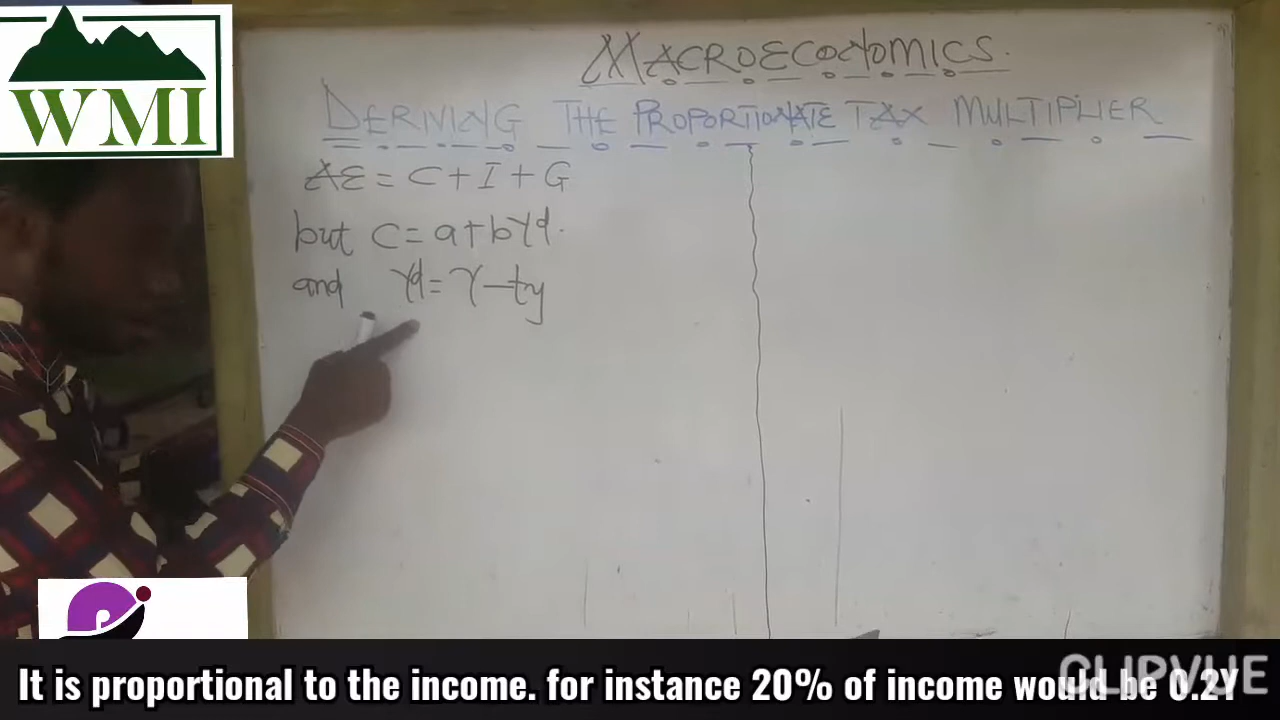 WMI
MACROECONOMICS.
DERIVING THE PROPORTIONATE TAX MULTIPLIER
AE = C + I + G
but C = a + bYd.
and Yd = Y - ty
It is proportional to the income. for instance 20% of income would be 0.2Y
CLIPVUE